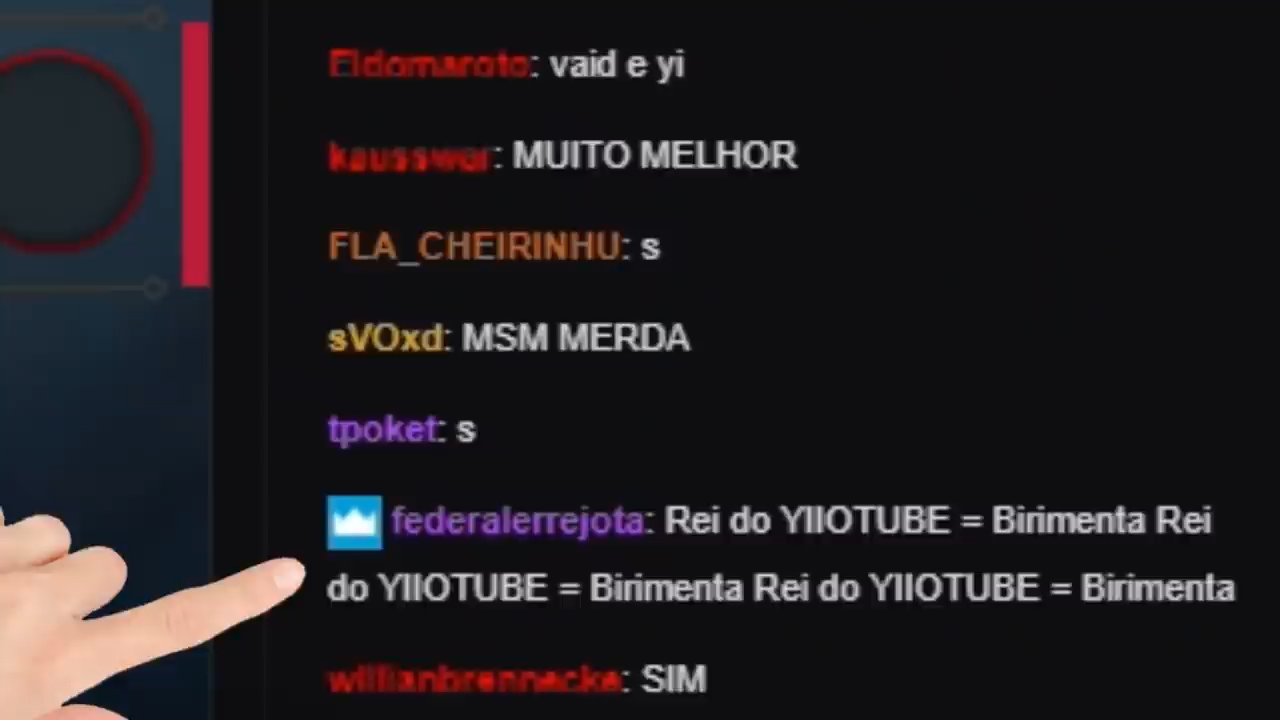 Eldomaroto: vaid e yi
kausswar: MUITO MELHOR
FLA_CHEIRINHU: s
sVOxd: MSM MERDA
tpoket: s
federalerrejota: Rei do YIIOTUBE = Birimenta Rei
do YIIOTUBE = Birimenta Rei do YIIOTUBE = Birimenta
willianbrennecke: SIM